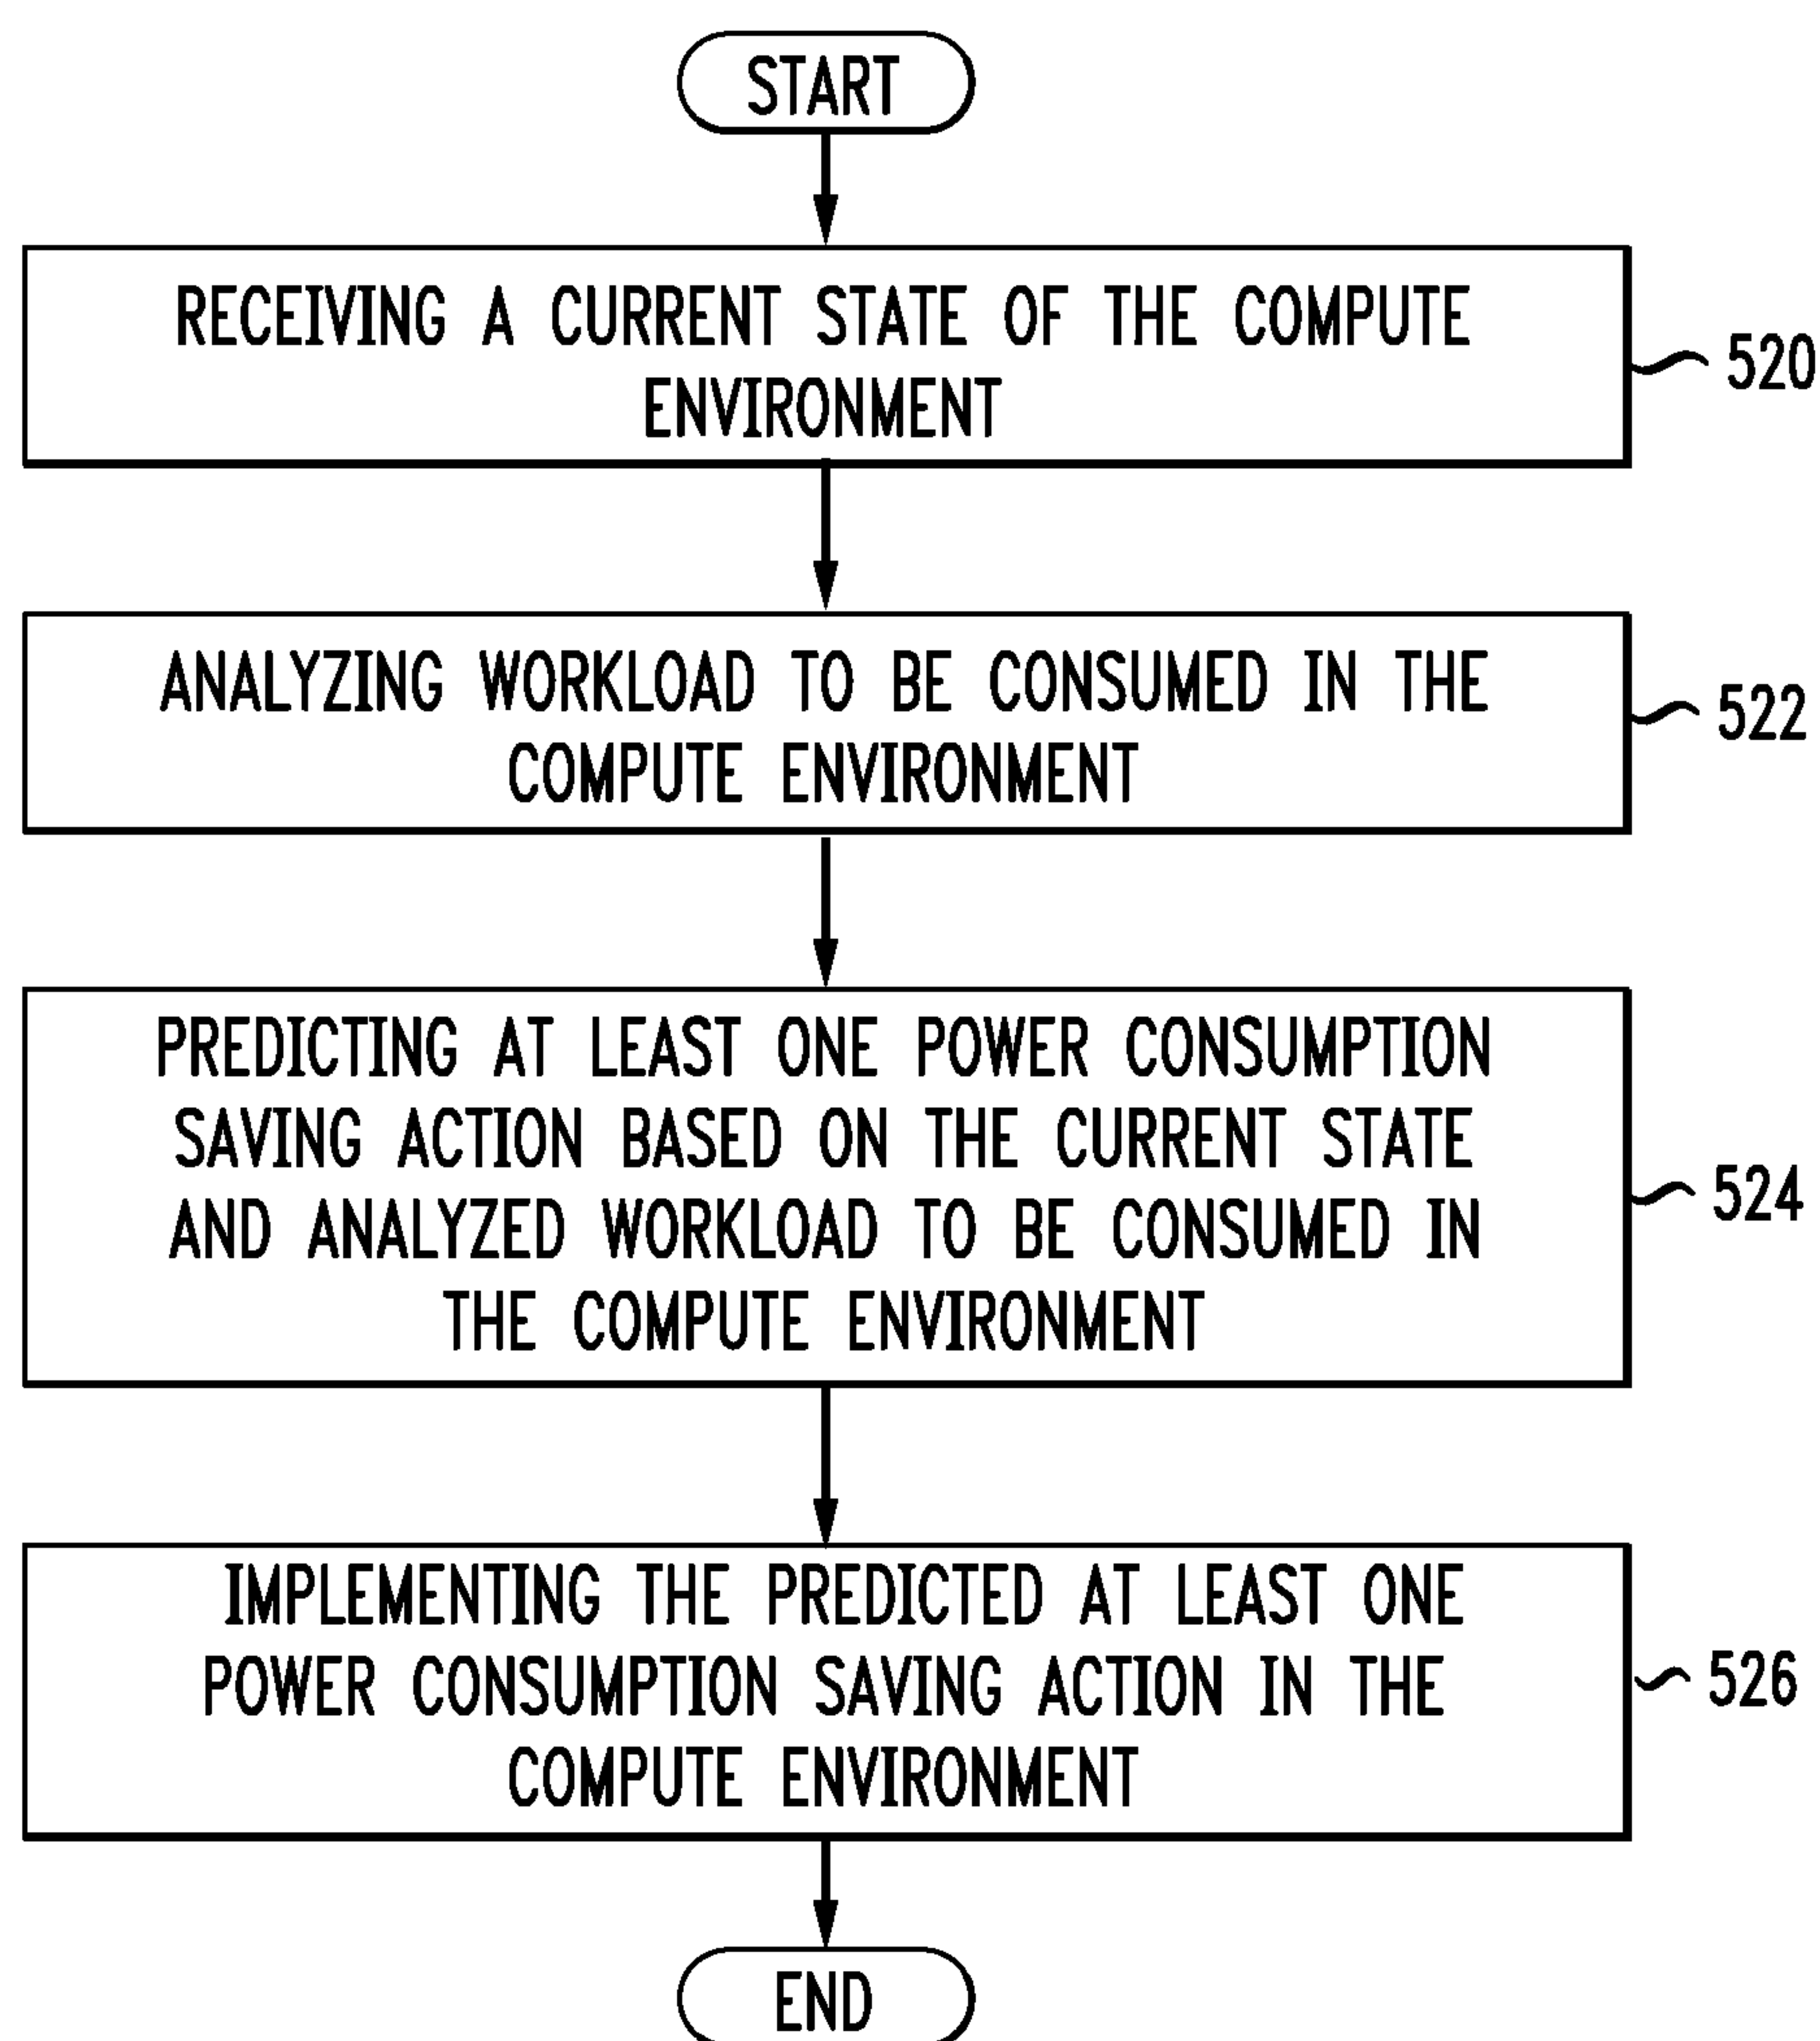 START
RECEIVING A CURRENT STATE OF THE COMPUTE
ENVIRONMENT
520
ANALYZING WORKLOAD TO BE CONSUMED IN THE
COMPUTE ENVIRONMENT
522
PREDICTING AT LEAST ONE POWER CONSUMPTION
SAVING ACTION BASED ON THE CURRENT STATE
AND ANALYZED WORKLOAD TO BE CONSUMED IN
THE COMPUTE ENVIRONMENT
524
IMPLEMENTING THE PREDICTED AT LEAST ONE
POWER CONSUMPTION SAVING ACTION IN THE
COMPUTE ENVIRONMENT
526
END